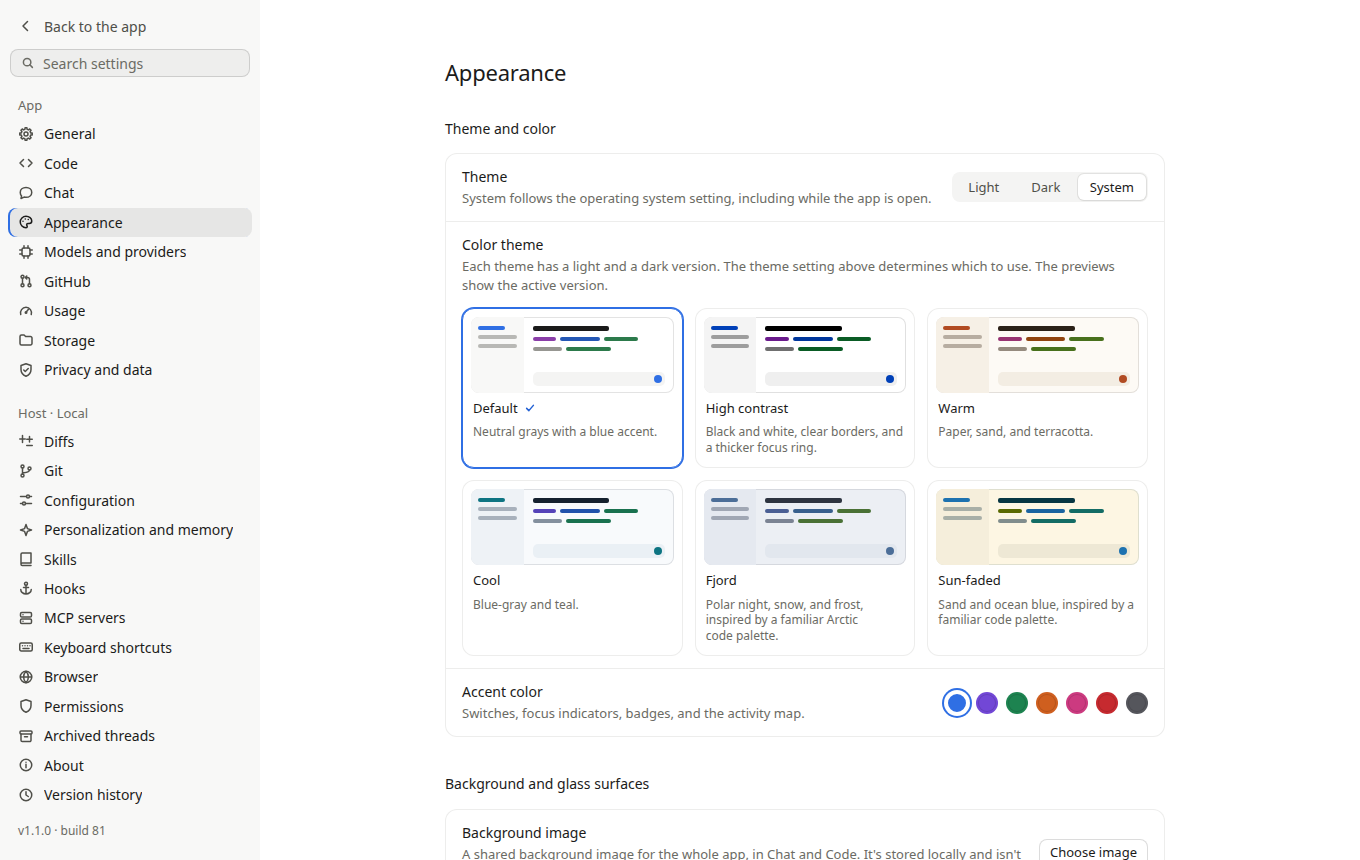 Back to the app
Search settings
App
General
Code
Chat
Appearance
Models and providers
GitHub
Usage
Storage
Privacy and data
Host · Local
Diffs
Git
Configuration
Personalization and memory
Skills
Hooks
MCP servers
Keyboard shortcuts
Browser
Permissions
Archived threads
About
Version history
v1.1.0 · build 81
Appearance
Theme and color
Theme
System follows the operating system setting, including while the app is open.
Light
Dark
System
Color theme
Each theme has a light and a dark version. The theme setting above determines which to use. The previews
show the active version.
Default
Neutral grays with a blue accent.
High contrast
Black and white, clear borders, and
a thicker focus ring.
Warm
Paper, sand, and terracotta.
Cool
Blue-gray and teal.
Fjord
Polar night, snow, and frost,
inspired by a familiar Arctic
code palette.
Sun-faded
Sand and ocean blue, inspired by a
familiar code palette.
Accent color
Switches, focus indicators, badges, and the activity map.
Background and glass surfaces
Background image
A shared background image for the whole app, in Chat and Code. It's stored locally and isn't
Choose image